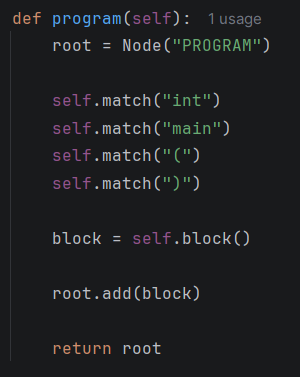 def program(self): 1 usage
root = Node("PROGRAM")
self.match("int")
self.match("main")
self.match("(")
self.match(")")
block = self.block()
root.add(block)
return root